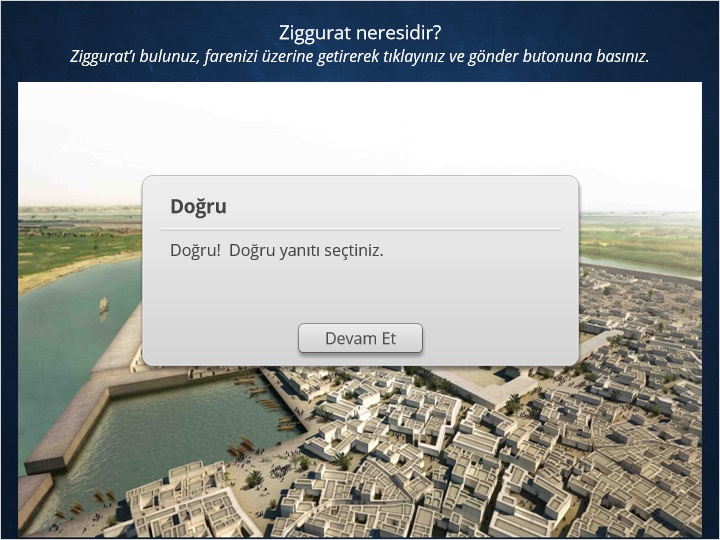 Ziggurat neresidir?
Ziggurat'ı bulunuz, farenizi üzerine getirerek tıklayınız ve gönder butonuna basınız.
Doğru
Doğru!  Doğru yanıtı seçtiniz.
Devam Et